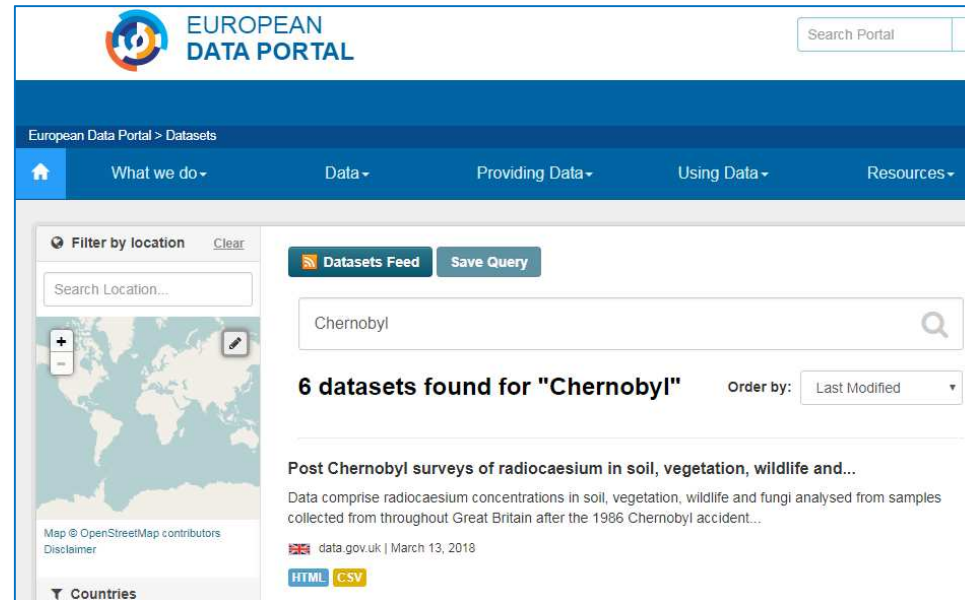 EUROPEAN
DATA PORTAL
Search Portal
European Data Portal > Datasets
What we do
Data
Providing Data
Using Data
Resources
Filter by location Clear
Search Location...
+
-
Map © OpenStreetMap contributors
Disclaimer
Countries
Datasets Feed Save Query
Chernobyl
6 datasets found for "Chernobyl" Order by: Last Modified
Post Chernobyl surveys of radiocaesium in soil, vegetation, wildlife and...
Data comprise radiocaesium concentrations in soil, vegetation, wildlife and fungi analysed from samples
collected from throughout Great Britain after the 1986 Chernobyl accident...
data.gov.uk | March 13, 2018
HTML CSV